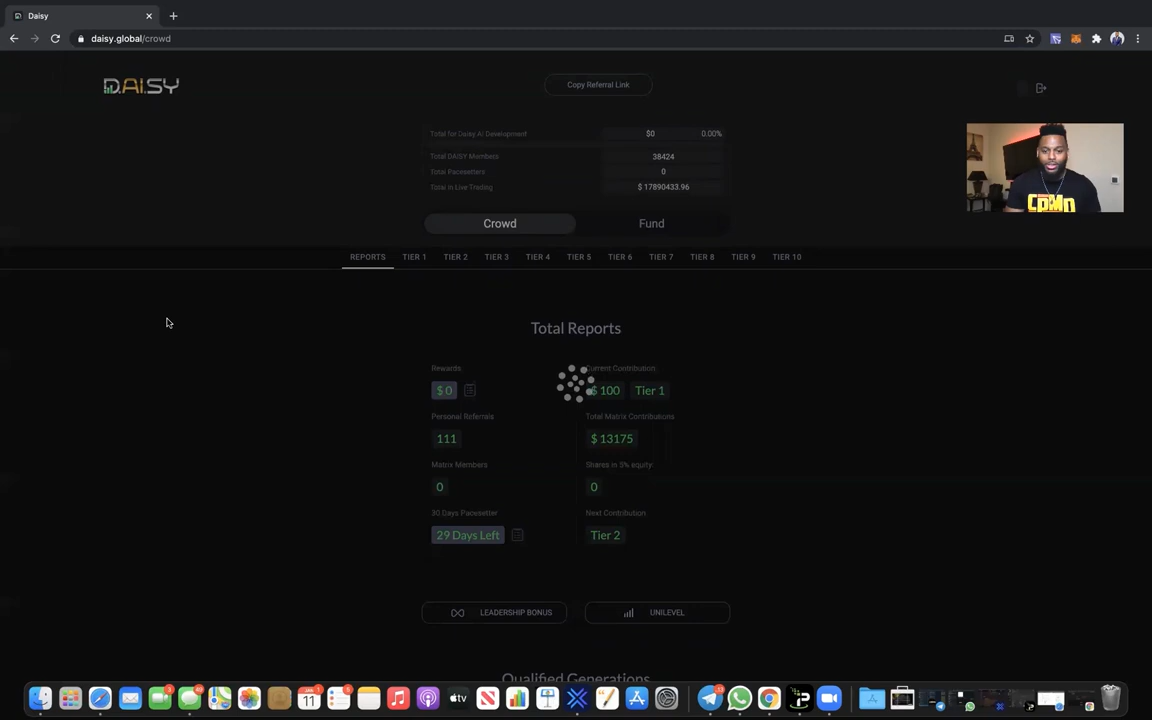 Daisy
daisy.global/crowd
D.AI.SY
Copy Referral Link
Total for Daisy AI Development $0 0.00%
Total DAISY Members 38424
Total Pacesetters 0
Total in Live Trading $ 17890433.96
Crowd Fund
REPORTS TIER 1 TIER 2 TIER 3 TIER 4 TIER 5 TIER 6 TIER 7 TIER 8 TIER 9 TIER 10
Total Reports
Rewards Current Contribution
$ 0 $ 100 Tier 1
Personal Referrals Total Matrix Contributions
111 $ 13175
Matrix Members Shares in 3% equity
0 0
30 Days Pacesetter Next Contribution
29 Days Left Tier 2
LEADERSHIP BONUS UNILEVEL
Qualified Generations